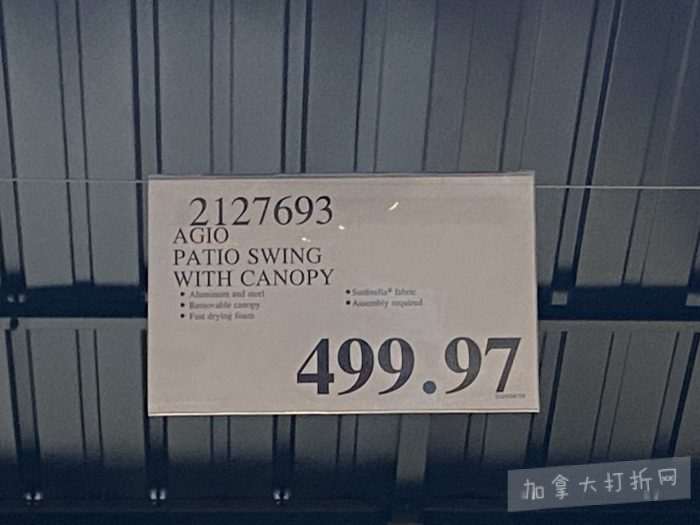 2127693
AGIO
PATIO SWING
WITH CANOPY
• Aluminum and steel
• Removable canopy
• Fast drying foam
• Sunbrella® fabric
• Assembly required
499.97
加拿大打折网